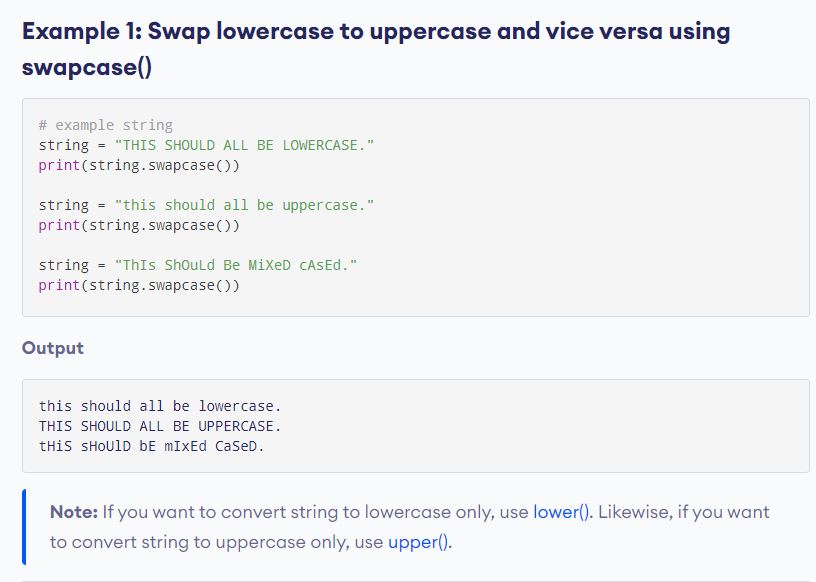 Example 1: Swap lowercase to uppercase and vice versa using
swapcase()
# example string
string = "THIS SHOULD ALL BE LOWERCASE."
print(string.swapcase())
string = "this should all be uppercase."
print(string.swapcase())
string = "ThIs ShOuLd Be MiXeD cAsEd."
print(string.swapcase())
Output
this should all be lowercase.
THIS SHOULD ALL BE UPPERCASE.
tHiS sHoUlD bE mIxEd CaSeD.
Note: If you want to convert string to lowercase only, use lower(). Likewise, if you want
to convert string to uppercase only, use upper().